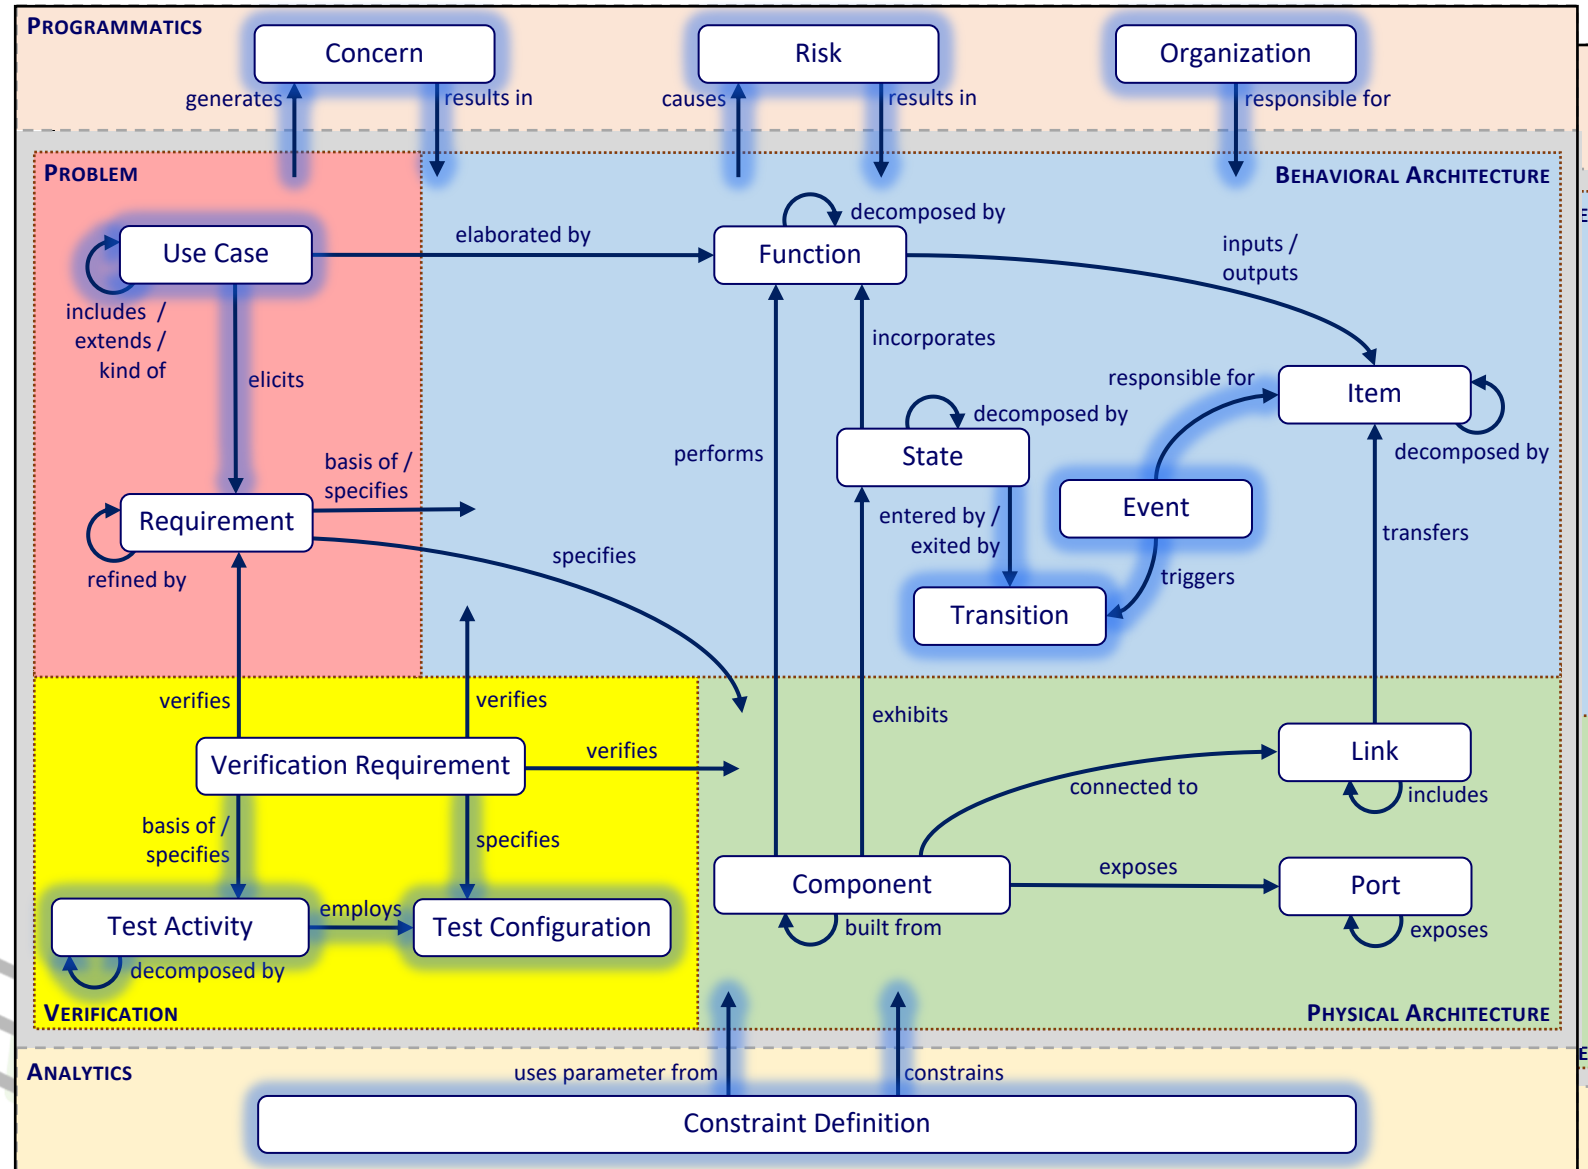 PROGRAMMATICS
Concern
Risk
Organization
generates
results in
causes
results in
responsible for
PROBLEM
BEHAVIORAL ARCHITECTURE
decomposed by
Use Case
elaborated by
Function
inputs /
outputs
includes /
extends /
kind of
elicits
incorporates
responsible for
Item
decomposed by
decomposed by
performs
State
basis of /
specifies
Requirement
entered by /
exited by
Event
transfers
specifies
refined by
triggers
Transition
verifies
verifies
exhibits
Verification Requirement
verifies
Link
connected to
includes
basis of /
specifies
specifies
Component
exposes
Port
Test Activity
employs
Test Configuration
built from
exposes
decomposed by
VERIFICATION
PHYSICAL ARCHITECTURE
ANALYTICS
uses parameter from
constrains
Constraint Definition